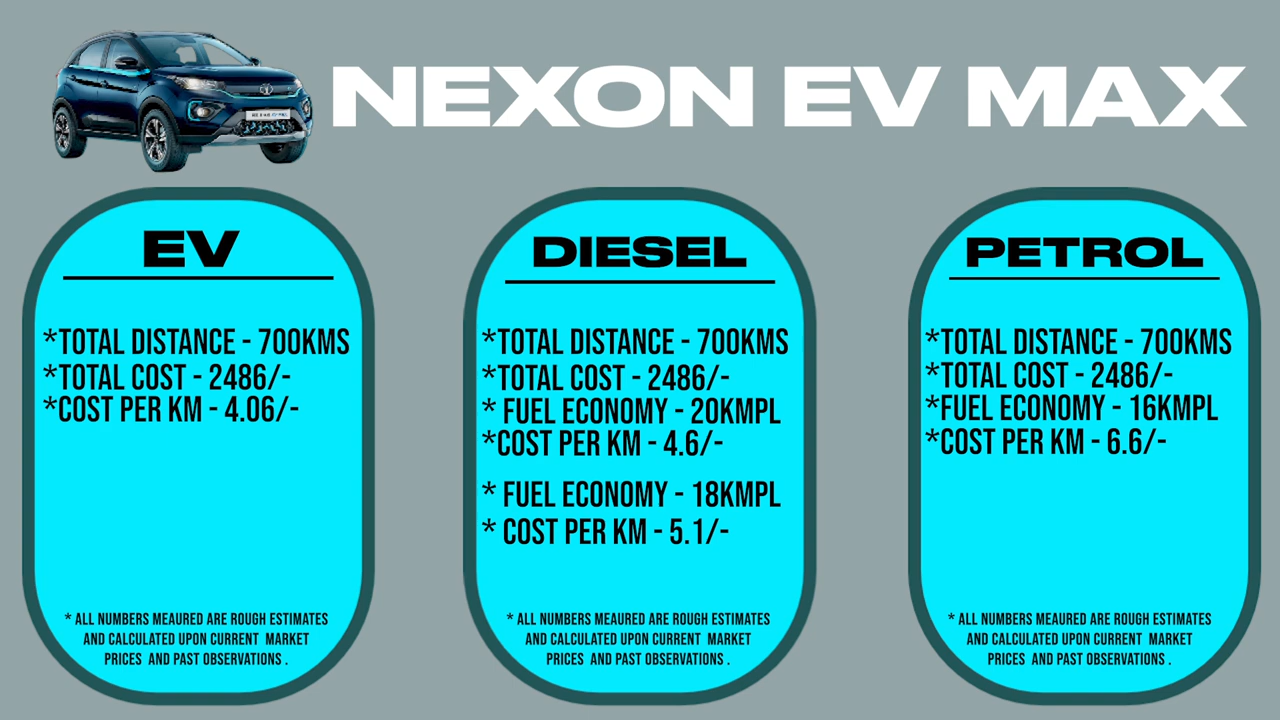 NEXON EV MAX
EV
*TOTAL DISTANCE - 700KMS
*TOTAL COST - 2486/-
*COST PER KM - 4.06/-
* ALL NUMBERS MEAURED ARE ROUGH ESTIMATES
AND CALCULATED UPON CURRENT MARKET
PRICES AND PAST OBSERVATIONS .
DIESEL
*TOTAL DISTANCE - 700KMS
*TOTAL COST - 2486/-
* FUEL ECONOMY - 20KMPL
*COST PER KM - 4.6/-
* FUEL ECONOMY - 18KMPL
* COST PER KM - 5.1/-
* ALL NUMBERS MEAURED ARE ROUGH ESTIMATES
AND CALCULATED UPON CURRENT MARKET
PRICES AND PAST OBSERVATIONS .
PETROL
*TOTAL DISTANCE - 700KMS
*TOTAL COST - 2486/-
*FUEL ECONOMY - 16KMPL
*COST PER KM - 6.6/-
* ALL NUMBERS MEAURED ARE ROUGH ESTIMATES
AND CALCULATED UPON CURRENT MARKET
PRICES AND PAST OBSERVATIONS .